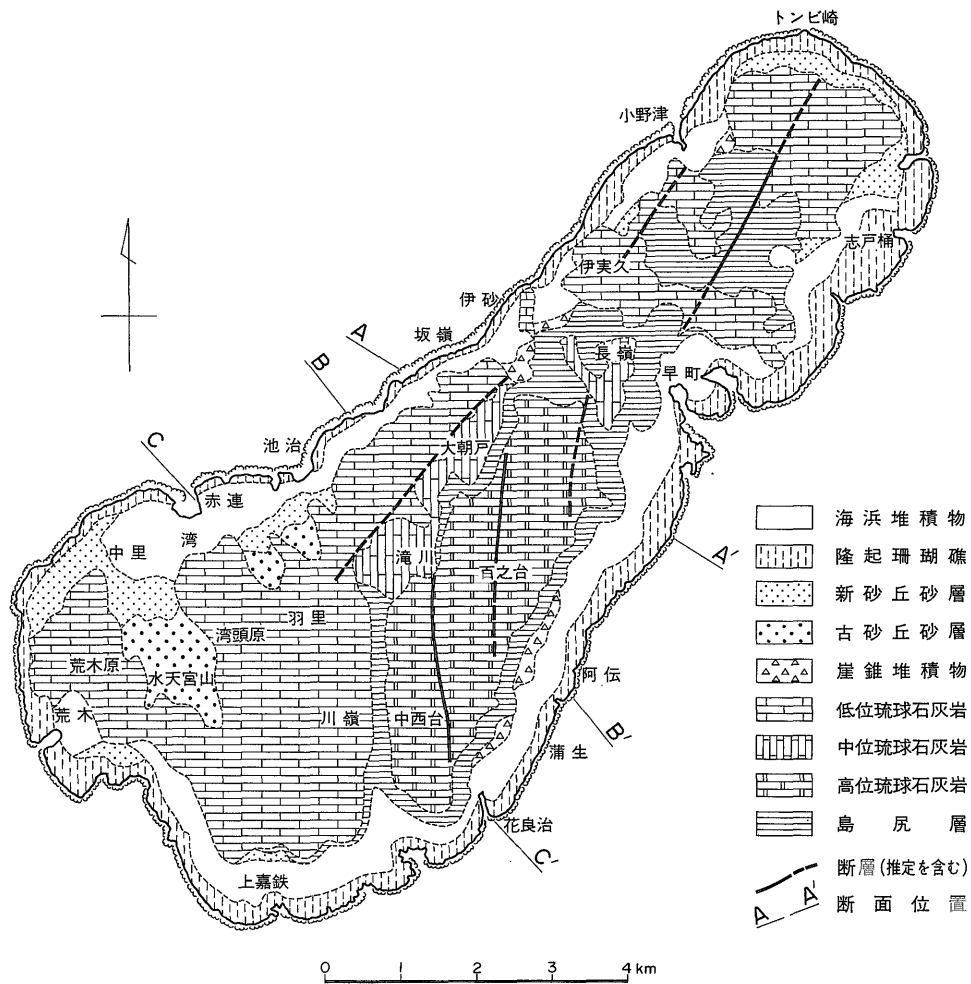 トンビ崎
小野津
志戸桶
伊実久
伊砂
坂嶺
A
長嶺
早町
B
池治
大朝戸
C
赤連
中里
湾
滝川
百之台
A'
羽里
湾頭原
荒木原
水天宮山
阿伝
荒木
川嶺
中西台
B'
蒲生
花良治
C'
上嘉鉄
海浜堆積物
隆起珊瑚礁
新砂丘砂層
古砂丘砂層
崖錐堆積物
低位琉球石灰岩
中位琉球石灰岩
高位琉球石灰岩
島尻層
断層(推定を含む)
A A' 断面位置
0 1 2 3 4 km